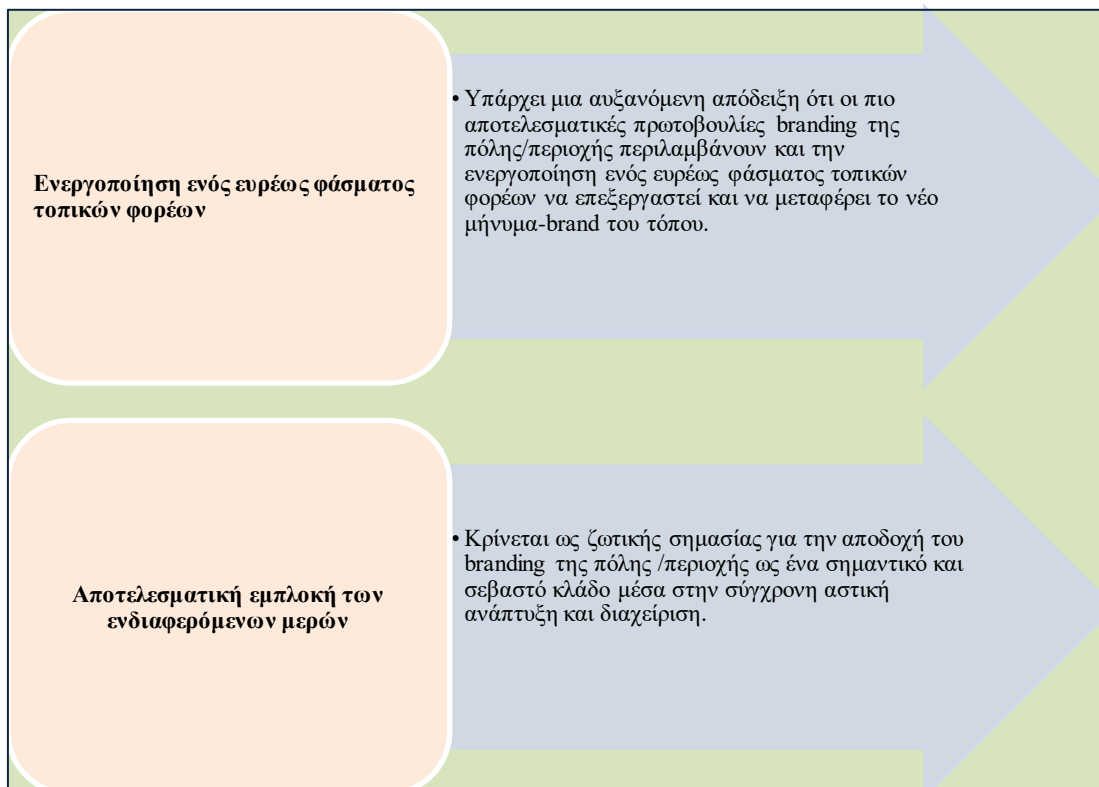 Ενεργοποίηση ενός ευρέως φάσματος
τοπικών φορέων
• Υπάρχει μια αυξανόμενη απόδειξη ότι οι πιο
αποτελεσματικές πρωτοβουλίες branding της
πόλης/περιοχής περιλαμβάνουν και την
ενεργοποίηση ενός ευρέως φάσματος τοπικών
φορέων να επεξεργαστεί και να μεταφέρει το νέο
μήνυμα-brand του τόπου.
Αποτελεσματική εμπλοκή των
ενδιαφερόμενων μερών
• Κρίνεται ως ζωτικής σημασίας για την αποδοχή του
branding της πόλης /περιοχής ως ένα σημαντικό και
σεβαστό κλάδο μέσα στην σύγχρονη αστική
ανάπτυξη και διαχείριση.